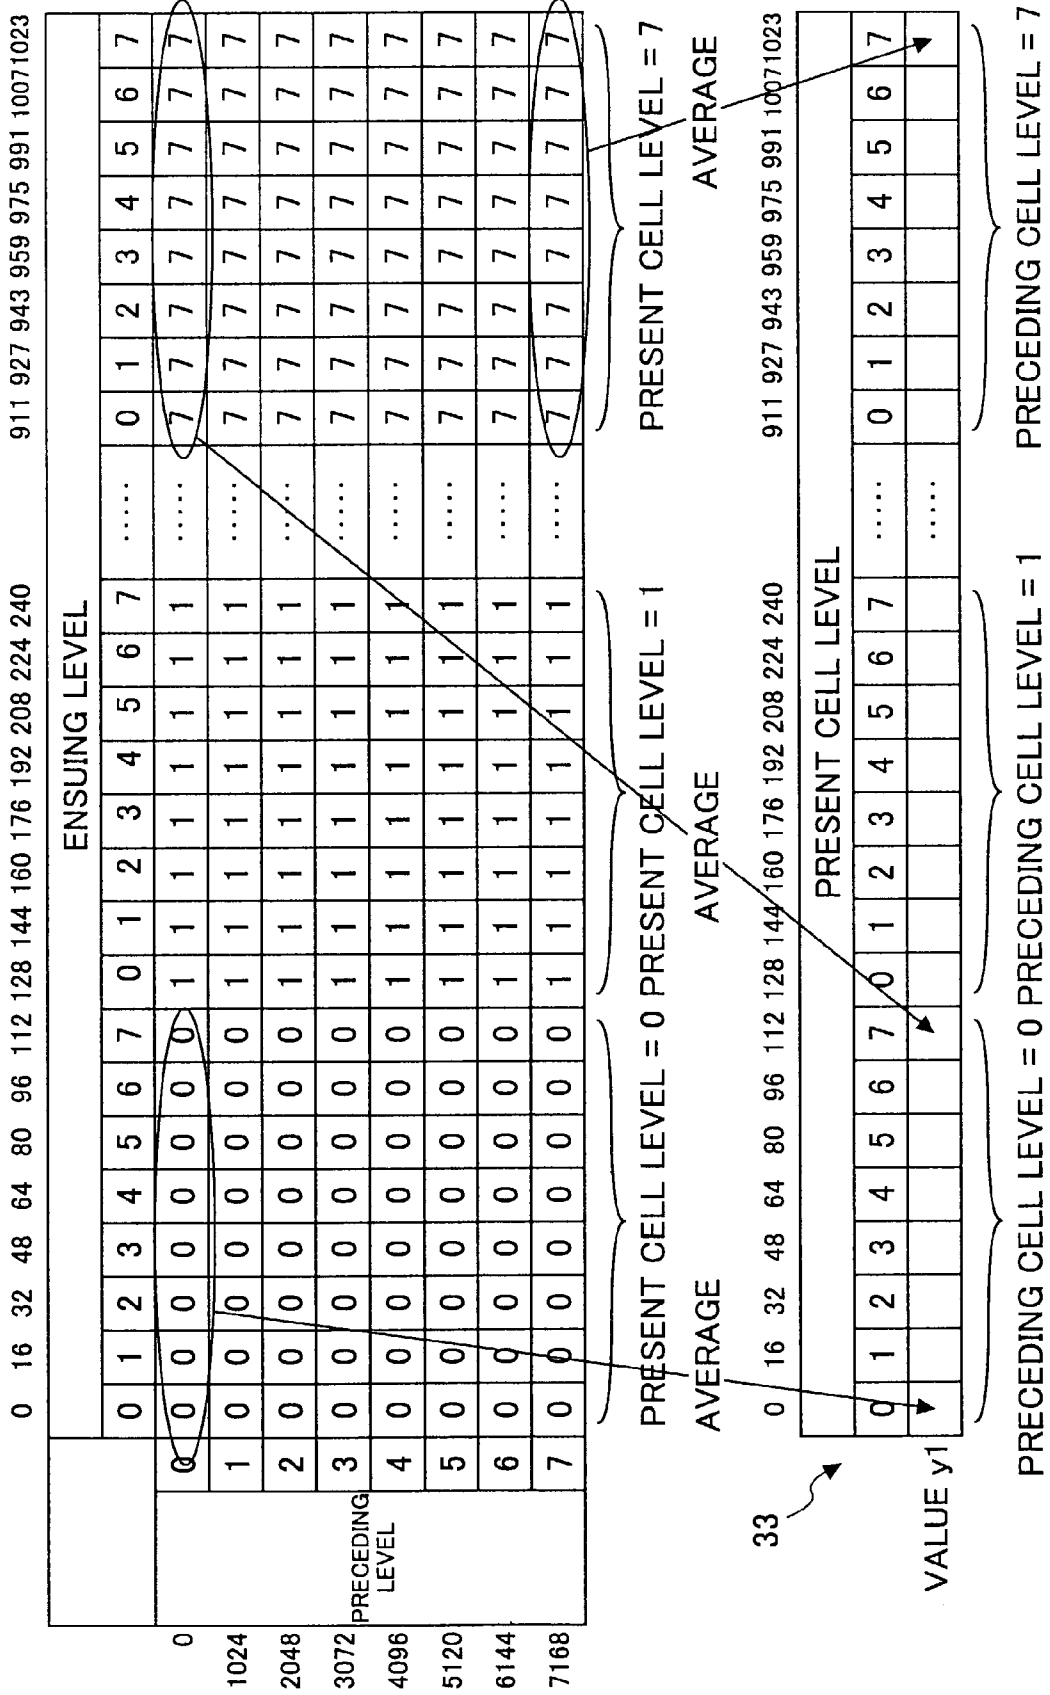 0 16 32 48 64 80 96 112 128 144 160 176 192 208 224 240 911 927 943 959 975 991 1007 1023
ENSUING LEVEL
0 1 2 3 4 5 6 7 0 1 2 3 4 5 6 7 ..... 0 1 2 3 4 5 6 7
PRECEDING
LEVEL
0 0 0 0 0 0 0 0 0 0 1 1 1 1 1 1 1 1 ..... 7 7 7 7 7 7 7 7
1024 1 0 0 0 0 0 0 0 0 1 1 1 1 1 1 1 1 ..... 7 7 7 7 7 7 7 7
2048 2 0 0 0 0 0 0 0 0 1 1 1 1 1 1 1 1 ..... 7 7 7 7 7 7 7 7
3072 3 0 0 0 0 0 0 0 0 1 1 1 1 1 1 1 1 ..... 7 7 7 7 7 7 7 7
4096 4 0 0 0 0 0 0 0 0 1 1 1 1 1 1 1 1 ..... 7 7 7 7 7 7 7 7
5120 5 0 0 0 0 0 0 0 0 1 1 1 1 1 1 1 1 ..... 7 7 7 7 7 7 7 7
6144 6 0 0 0 0 0 0 0 0 1 1 1 1 1 1 1 1 ..... 7 7 7 7 7 7 7 7
7168 7 0 0 0 0 0 0 0 0 1 1 1 1 1 1 1 1 ..... 7 7 7 7 7 7 7 7
PRESENT CELL LEVEL = 0 PRESENT CELL LEVEL = 1 PRESENT CELL LEVEL = 7
AVERAGE AVERAGE AVERAGE
33
0 16 32 48 64 80 96 112 128 144 160 176 192 208 224 240 911 927 943 959 975 991 1007 1023
PRESENT CELL LEVEL
0 1 2 3 4 5 6 7 0 1 2 3 4 5 6 7 ..... 0 1 2 3 4 5 6 7
VALUE y1 .....
PRECEDING CELL LEVEL = 0 PRECEDING CELL LEVEL = 1 PRECEDING CELL LEVEL = 7